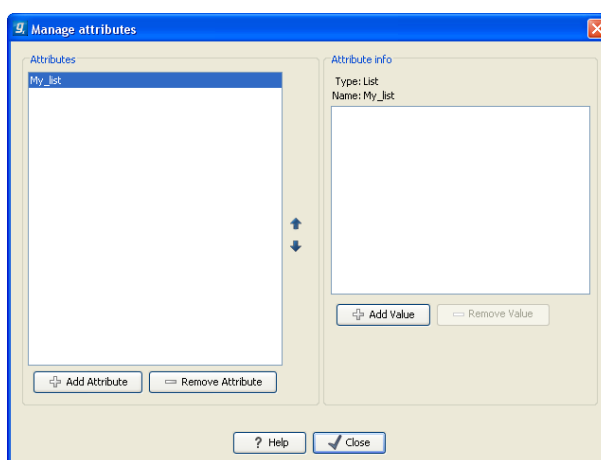 Manage attributes
Attributes
My_list
Add Attribute
Remove Attribute
Attribute info
Type: List
Name: My_list
Add Value
Remove Value
? Help
Close